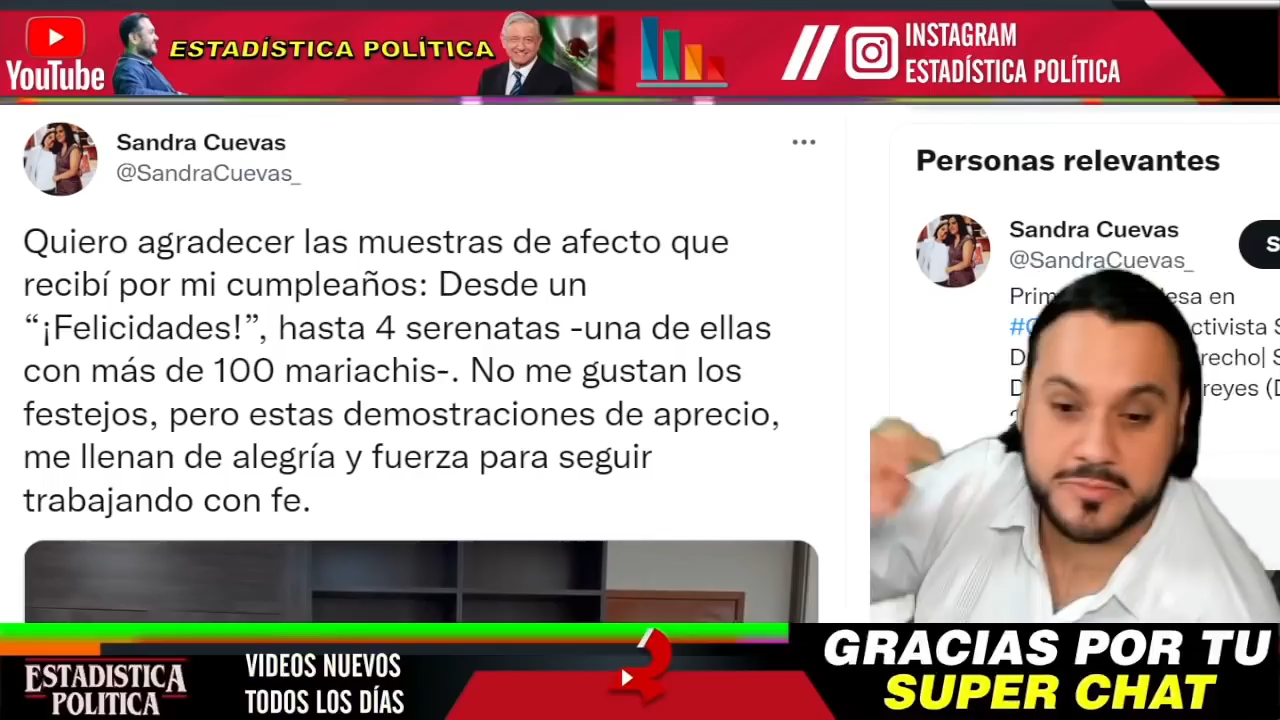 YouTube
ESTADÍSTICA POLÍTICA
INSTAGRAM
ESTADÍSTICA POLÍTICA
Sandra Cuevas
@SandraCuevas_
Quiero agradecer las muestras de afecto que
recibí por mi cumpleaños: Desde un
“¡Felicidades!”, hasta 4 serenatas -una de ellas
con más de 100 mariachis-. No me gustan los
festejos, pero estas demostraciones de aprecio,
me llenan de alegría y fuerza para seguir
trabajando con fe.
Personas relevantes
Sandra Cuevas
@SandraCuevas_
en
ESTADISTICA
POLÍTICA
VIDEOS NUEVOS
TODOS LOS DÍAS
GRACIAS POR TU
SUPER CHAT